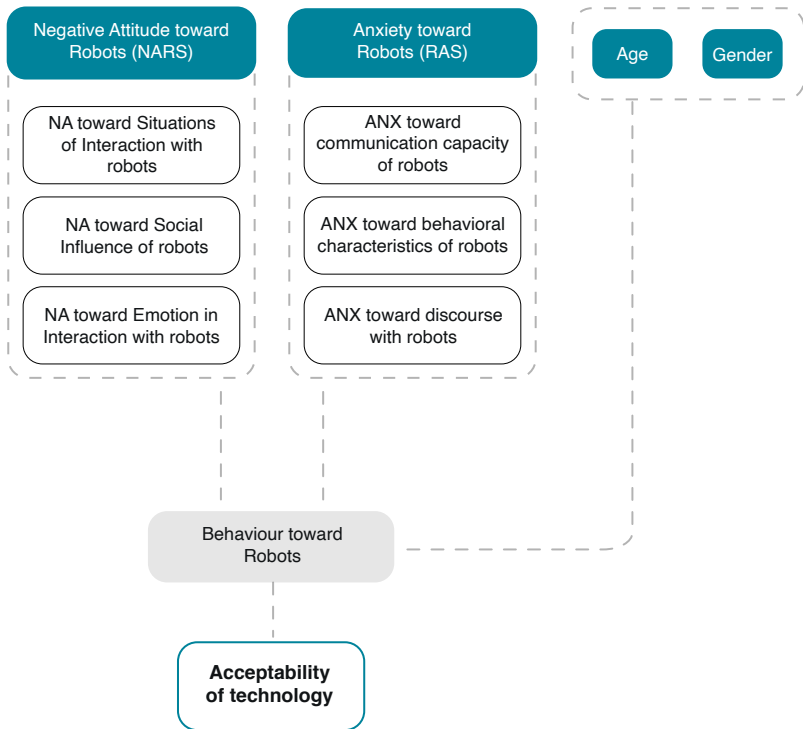 Negative Attitude toward
Robots (NARS)
NA toward Situations
of Interaction with
robots
NA toward Social
Influence of robots
NA toward Emotion in
Interaction with robots
Anxiety toward
Robots (RAS)
ANX toward
communication capacity
of robots
ANX toward behavioral
characteristics of robots
ANX toward discourse
with robots
Age
Gender
Behaviour toward
Robots
Acceptability
of technology